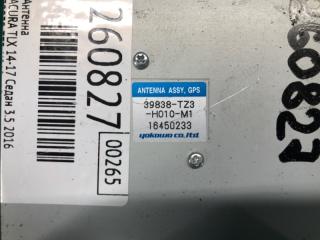 Антенна
ACURA TLX 14-17 Седан 3.5 2016
260827
00265
ANTENNA ASSY, GPS
39838-TZ3
-H010-M1
16450233
yokowo co.,ltd.
60827